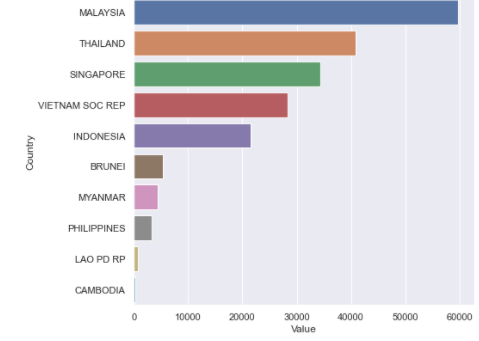 MALAYSIA
THAILAND
SINGAPORE
VIETNAM SOC REP
INDONESIA
BRUNEI
MYANMAR
PHILIPPINES
LAO PD RP
CAMBODIA
Country
0 10000 20000 30000 40000 50000 60000
Value